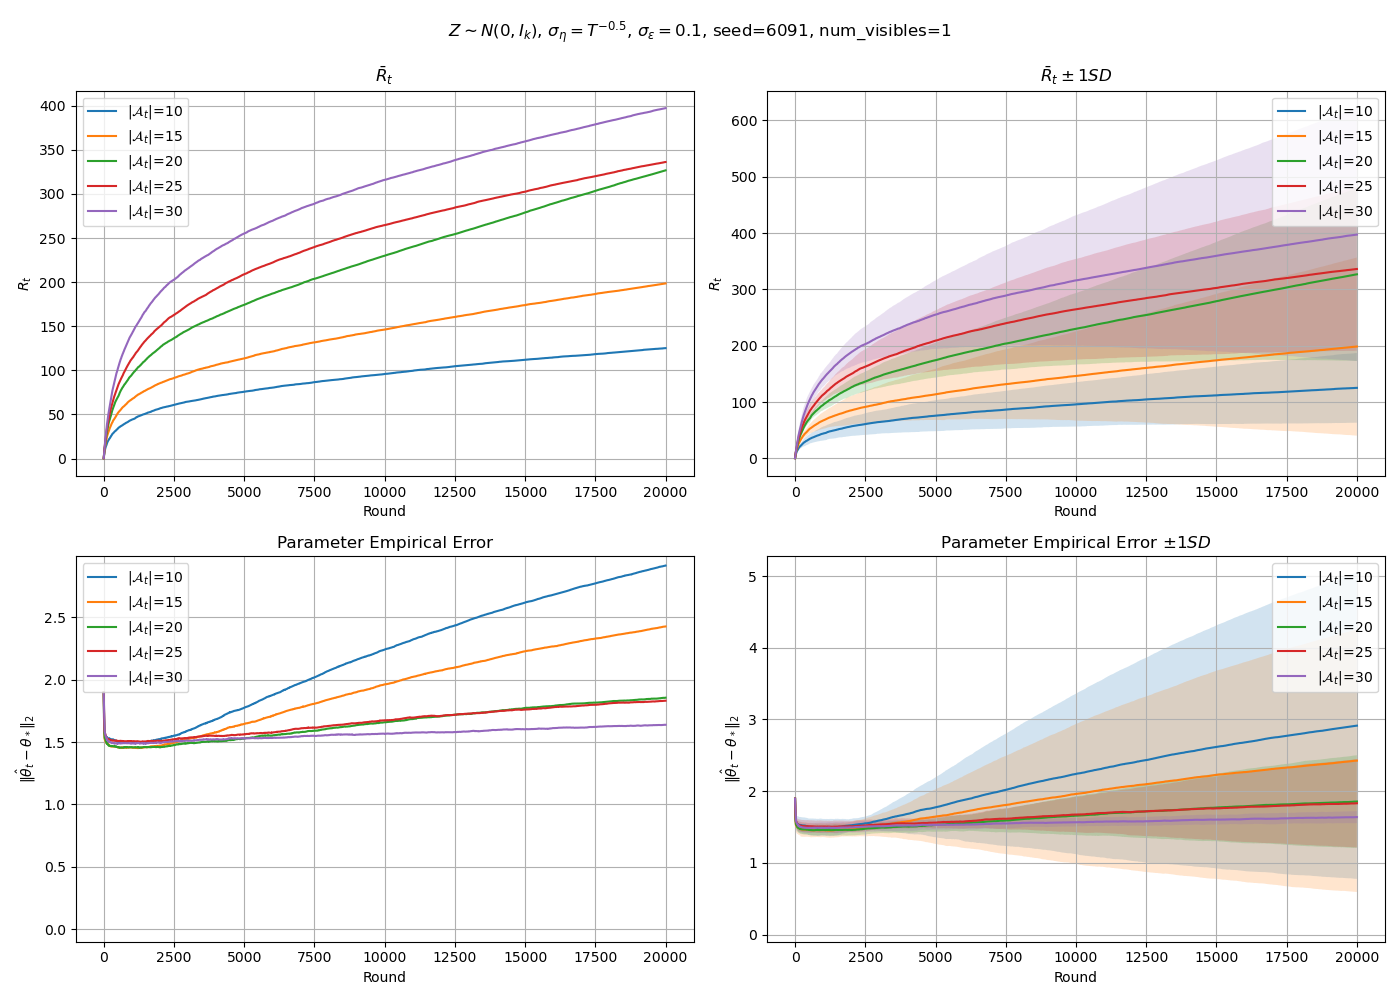 Z ∼ N(0, I_k), σ_η = T^{−0.5}, σ_ε = 0.1, seed=6091, num_visibles=1
R̄_t
R_t
400
350
300
250
200
150
100
50
0
|𝒜_t|=10
|𝒜_t|=15
|𝒜_t|=20
|𝒜_t|=25
|𝒜_t|=30
0 2500 5000 7500 10000 12500 15000 17500 20000
Round
R̄_t ± 1SD
R_t
600
500
400
300
200
100
0
|𝒜_t|=10
|𝒜_t|=15
|𝒜_t|=20
|𝒜_t|=25
|𝒜_t|=30
0 2500 5000 7500 10000 12500 15000 17500 20000
Round
Parameter Empirical Error
‖θ̂_t − θ_*‖_2
2.5
2.0
1.5
1.0
0.5
0.0
|𝒜_t|=10
|𝒜_t|=15
|𝒜_t|=20
|𝒜_t|=25
|𝒜_t|=30
0 2500 5000 7500 10000 12500 15000 17500 20000
Round
Parameter Empirical Error ±1SD
‖θ̂_t − θ_*‖_2
5
4
3
2
1
0
|𝒜_t|=10
|𝒜_t|=15
|𝒜_t|=20
|𝒜_t|=25
|𝒜_t|=30
0 2500 5000 7500 10000 12500 15000 17500 20000
Round